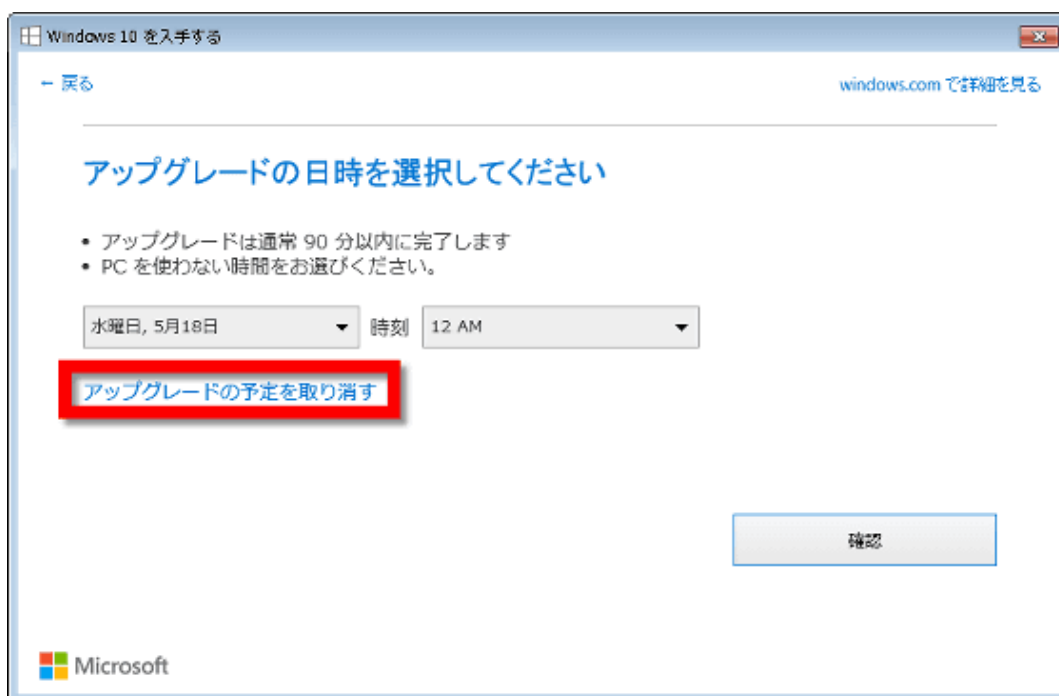 Windows 10 を入手する
← 戻る
windows.com で詳細を見る
アップグレードの日時を選択してください
• アップグレードは通常 90 分以内に完了します
• PC を使わない時間をお選びください。
水曜日, 5月18日 時刻 12 AM
アップグレードの予定を取り消す
確認
Microsoft